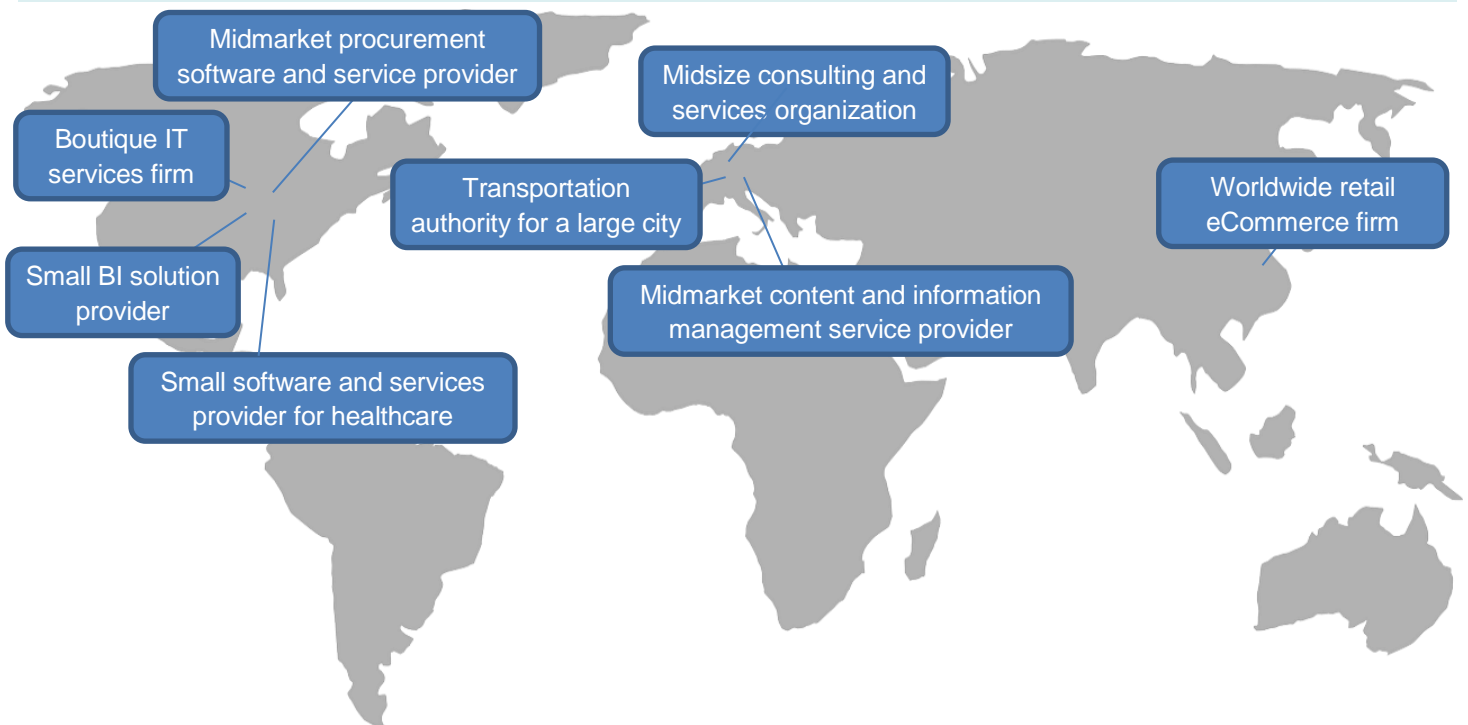 Midmarket procurement
software and service provider
Midsize consulting and
services organization
Boutique IT
services firm
Transportation
authority for a large city
Worldwide retail
eCommerce firm
Small BI solution
provider
Midmarket content and information
management service provider
Small software and services
provider for healthcare